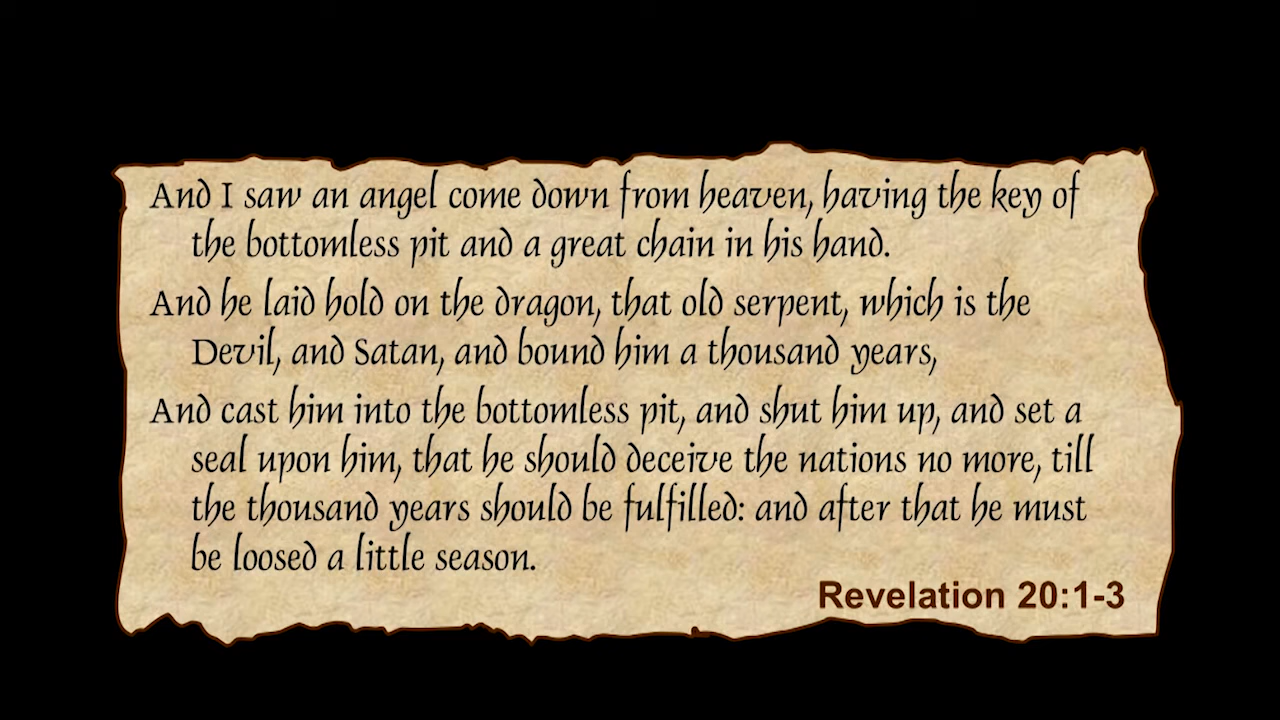 And I saw an angel come down from heaven, having the key of
the bottomless pit and a great chain in his hand.
And he laid hold on the dragon, that old serpent, which is the
Devil, and Satan, and bound him a thousand years,
And cast him into the bottomless pit, and shut him up, and set a
seal upon him, that he should deceive the nations no more, till
the thousand years should be fulfilled: and after that he must
be loosed a little season.
Revelation 20:1-3